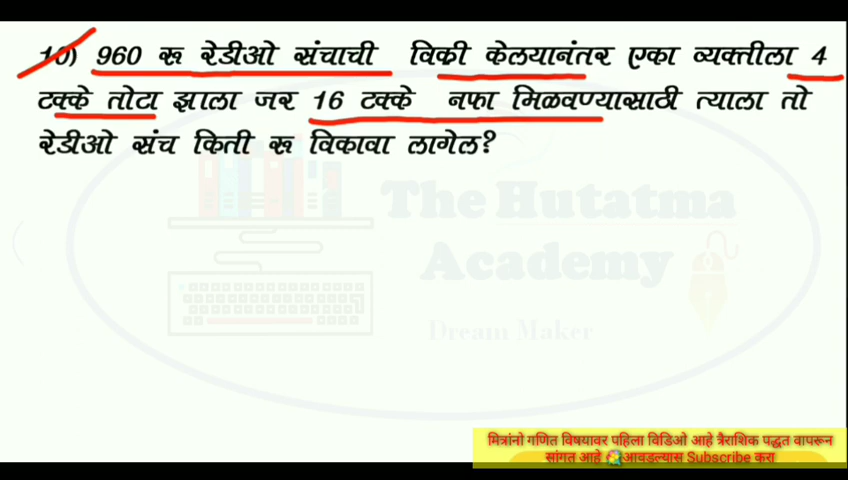 10) 960 रू रेडीओ संचाची विकी केलयानंतर एका व्यक्तीला 4
टक्के तोटा झाला जर 16 टक्के नफा मिळवण्यासाठी त्याला तो
रेडीओ संच किती रू विकावा लागेल?
The Hutatma
Academy
Dream Maker
मित्रांनो गणित विषयावर पहिला विडिओ आहे त्रैराशिक पद्धत वापरून
सांगत आहे 💐आवडल्यास Subscribe करा